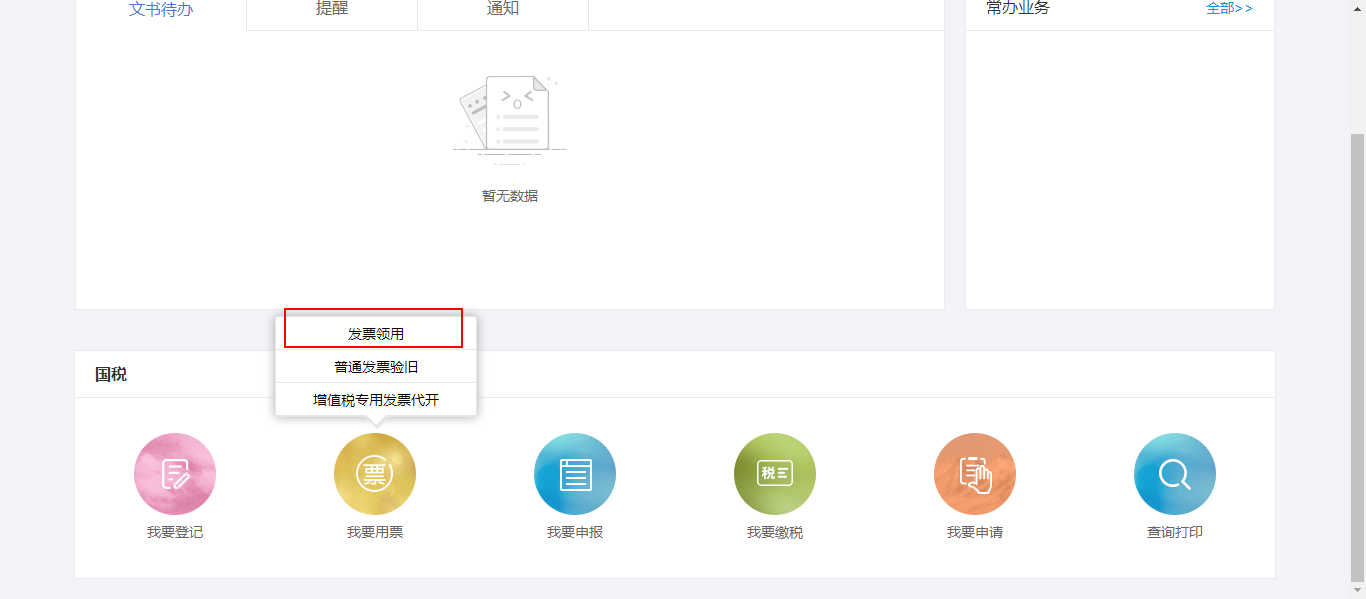 文书待办 提醒 通知 常办业务 全部>>
暂无数据
发票领用
普通发票验旧
国税
增值税专用发票代开
票 税
我要登记 我要用票 我要申报 我要缴税 我要申请 查询打印